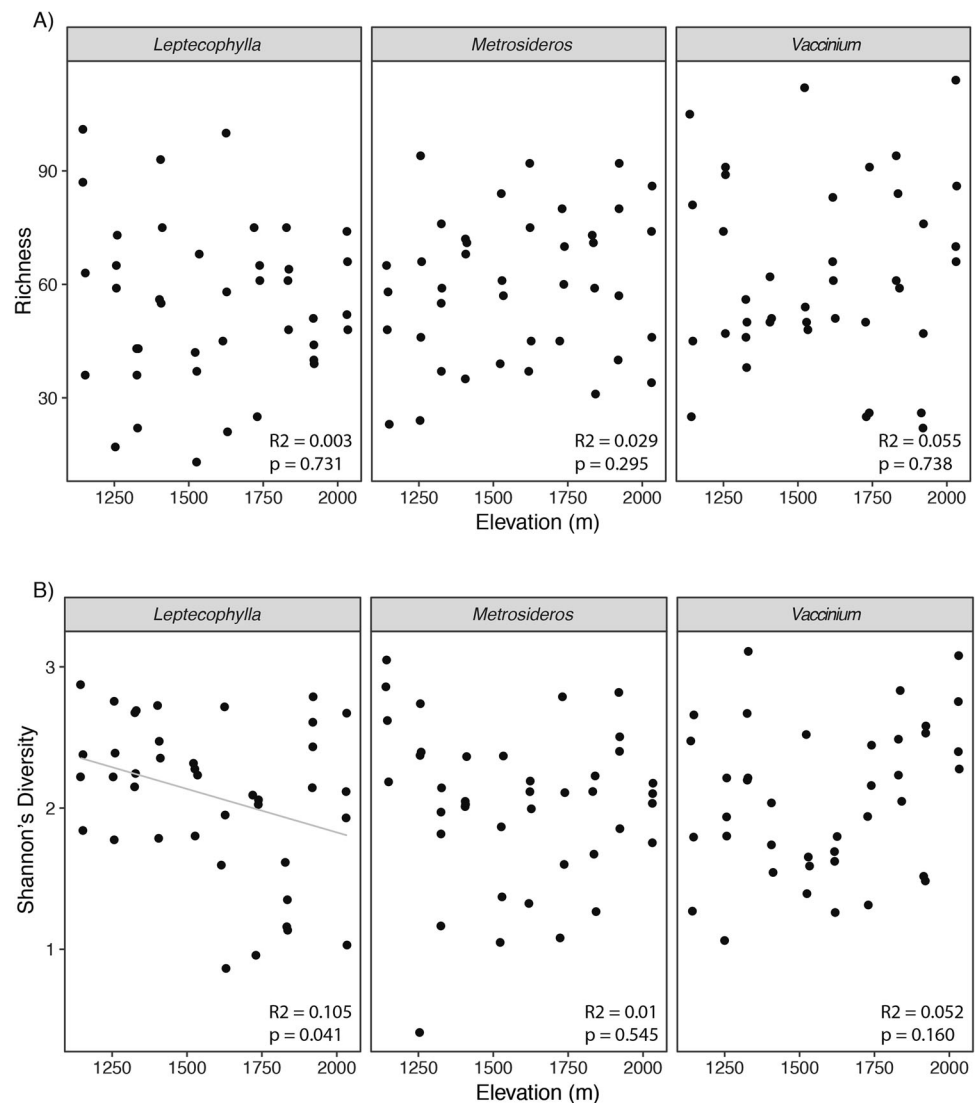 A)
Leptecophylla Metrosideros Vaccinium
Richness
90
60
30
R2 = 0.003
p = 0.731
R2 = 0.029
p = 0.295
R2 = 0.055
p = 0.738
1250 1500 1750 2000 1250 1500 1750 2000 1250 1500 1750 2000
Elevation (m)
B)
Leptecophylla Metrosideros Vaccinium
Shannon's Diversity
3
2
1
R2 = 0.105
p = 0.041
R2 = 0.01
p = 0.545
R2 = 0.052
p = 0.160
1250 1500 1750 2000 1250 1500 1750 2000 1250 1500 1750 2000
Elevation (m)